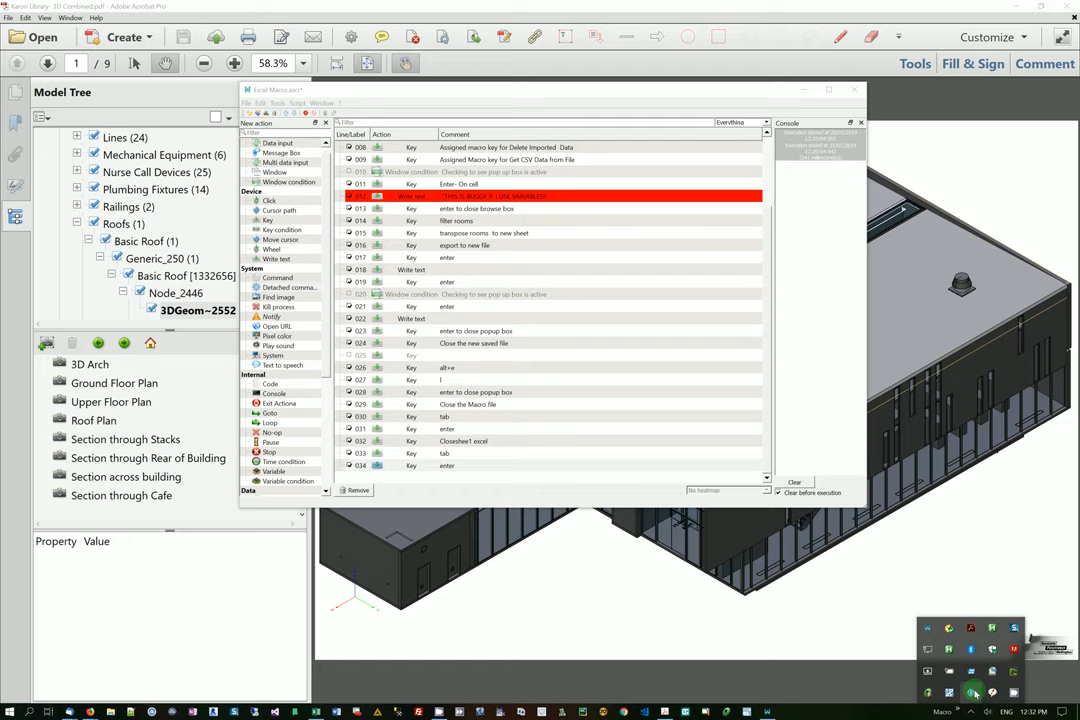 Karori Library- 3D Combined.pdf - Adobe Acrobat Pro
File Edit View Window Help
Open Create Customize
1 / 9 58.3% Tools Fill & Sign Comment
Model Tree
Lines (24)
Mechanical Equipment (6)
Nurse Call Devices (25)
Plumbing Fixtures (14)
Railings (2)
Roofs (1)
Basic Roof (1)
Generic_250 (1)
Basic Roof [1332656]
Node_2446
3DGeom~2552
3D Arch
Ground Floor Plan
Upper Floor Plan
Roof Plan
Section through Stacks
Section through Rear of Building
Section across building
Section through Cafe
Property Value
Excel Macro.ascr*
File Edit Tools Script Window ?
New action
Filter
Data input
Message Box
Multi data input
Window
Window condition
Device
Click
Cursor path
Key
Key condition
Move cursor
Wheel
Write text
System
Command
Detached comma...
Find image
Kill process
Notify
Open URL
Pixel color
Play sound
System
Text to speech
Internal
Code
Console
Exit Actiona
Goto
Loop
No-op
Pause
Stop
Time condition
Variable
Variable condition
Data
Filter Everything
Line/Label Action Comment
008 Key Assigned macro key for Delete Imported Data
009 Key Assigned Macro key for Get CSV Data from File
010 Window condition Checking to see pop up box is active
011 Key Enter- On cell
012 Write text "THIS IS BUGGY IF I USE VARIABLES!!
013 Key enter to close browse box
014 Key filter rooms
015 Key transpose rooms to new sheet
016 Key export to new file
017 Key enter
018 Write text
019 Key enter
020 Window condition Checking to see pop up box is active
021 Key enter
022 Write text
023 Key enter to close popup box
024 Key Close the new saved file
025 Key
026 Key alt+e
027 Key l
028 Key enter to close popup box
029 Key Close the Macro file
030 Key tab
031 Key enter
032 Key Closeshee1 excel
033 Key tab
034 Key enter
Remove No heatmap
Console
Clear
Clear before execution
Macro ENG 12:32 PM